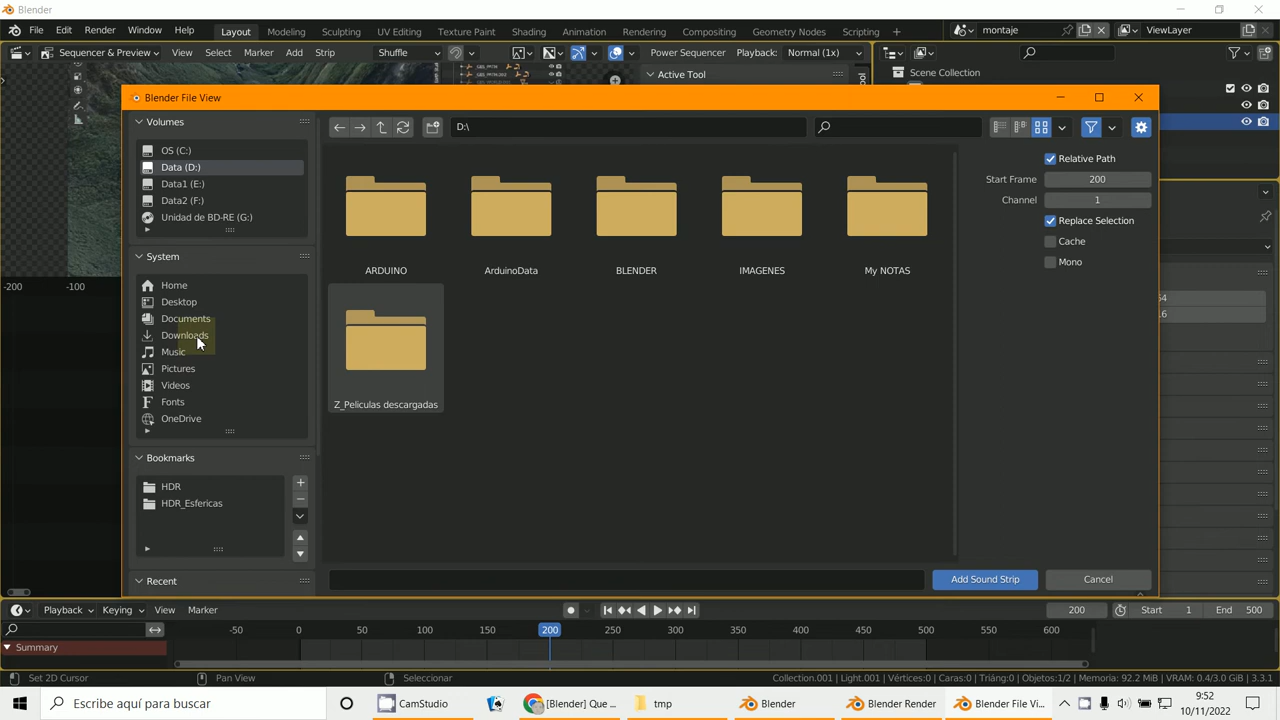 Blender
File Edit Render Window Help Layout Modeling Sculpting UV Editing Texture Paint Shading Animation Rendering Compositing Geometry Nodes Scripting + montaje ViewLayer
Sequencer & Preview View Select Marker Add Strip Shuffle Power Sequencer Playback: Normal (1x)
Active Tool
Scene Collection
Blender File View
Volumes
OS (C:)
Data (D:)
Data1 (E:)
Data2 (F:)
Unidad de BD-RE (G:)
System
Home
Desktop
Documents
Downloads
Music
Pictures
Videos
Fonts
OneDrive
Bookmarks
HDR
HDR_Esfericas
Recent
D:\
ARDUINO
ArduinoData
BLENDER
IMAGENES
My NOTAS
Z_Peliculas descargadas
Relative Path
Start Frame 200
Channel 1
Replace Selection
Cache
Mono
Add Sound Strip Cancel
-200 -100
Playback Keying View Marker 200 Start 1 End 500
-50 0 50 100 150 200 250 300 350 400 450 500 550 600
Summary
Set 2D Cursor Pan View Seleccionar Collection.001 | Light.001 | Vértices:0 | Caras:0 | Triáng:0 | Objetos:1/2 | Memoria: 92.2 MiB | VRAM: 0.4/3.0 GiB | 3.3.1
Escribe aquí para buscar CamStudio [Blender] Que ... tmp Blender Blender Render Blender File Vi... 9:52
10/11/2022